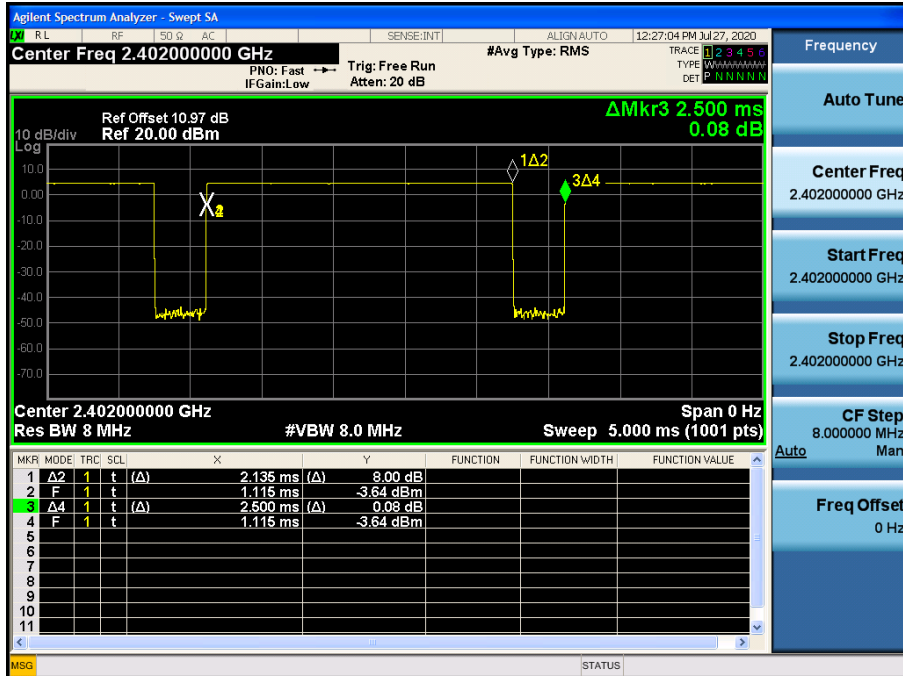 Agilent Spectrum Analyzer - Swept SA
LXI RL RF 50 Ω AC SENSE:INT ALIGN AUTO 12:27:04 PM Jul 27, 2020
Center Freq 2.402000000 GHz
PNO: Fast
IFGain:Low
Trig: Free Run
Atten: 20 dB
#Avg Type: RMS
TRACE 1 2 3 4 5 6
TYPE W
DET P N N N N N
Frequency
Auto Tune
Center Freq
2.402000000 GHz
Start Freq
2.402000000 GHz
Stop Freq
2.402000000 GHz
CF Step
8.000000 MHz
Auto Man
Freq Offset
0 Hz
ΔMkr3 2.500 ms
0.08 dB
Ref Offset 10.97 dB
10 dB/div Ref 20.00 dBm
Log
10.0
0.00
-10.0
-20.0
-30.0
-40.0
-50.0
-60.0
-70.0
1Δ2
3Δ4
Center 2.402000000 GHz Span 0 Hz
Res BW 8 MHz #VBW 8.0 MHz Sweep 5.000 ms (1001 pts)
MKR MODE TRC SCL X Y FUNCTION FUNCTION WIDTH FUNCTION VALUE
1 Δ2 1 t (Δ) 2.135 ms (Δ) 8.00 dB
2 F 1 t 1.115 ms -3.64 dBm
3 Δ4 1 t (Δ) 2.500 ms (Δ) 0.08 dB
4 F 1 t 1.115 ms -3.64 dBm
5
6
7
8
9
10
11
MSG STATUS